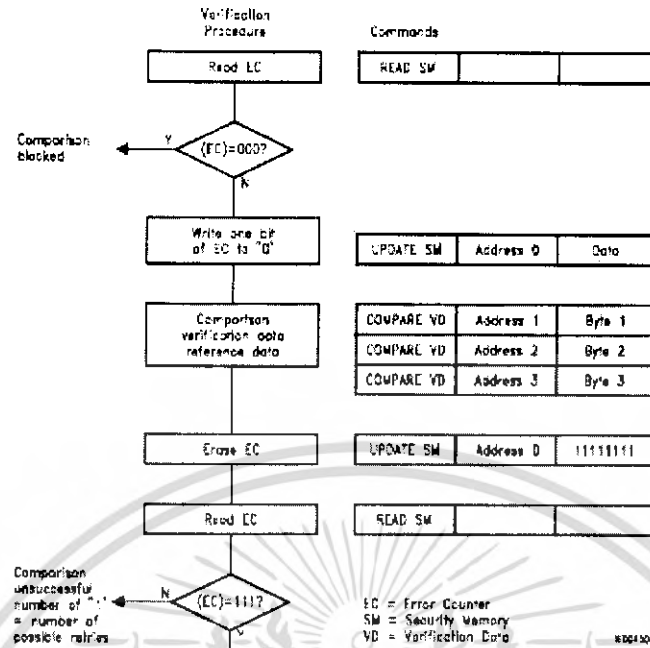 Verification
Procedure
Commands
Read EC
READ SM
Comparison
blocked
Y
(EC)=000?
N
Write one bit
of EC to "0"
UPDATE SM Address 0 Data
Comparison
verification data
reference data
COMPARE VD Address 1 Byte 1
COMPARE VD Address 2 Byte 2
COMPARE VD Address 3 Byte 3
Erase EC
UPDATE SM Address 0 11111111
Read EC
READ SM
Comparison
unsuccessful
number of "1"
= number of
possible retries
N
(EC)=111?
Y
EC = Error Counter
SM = Security Memory
VD = Verification Data